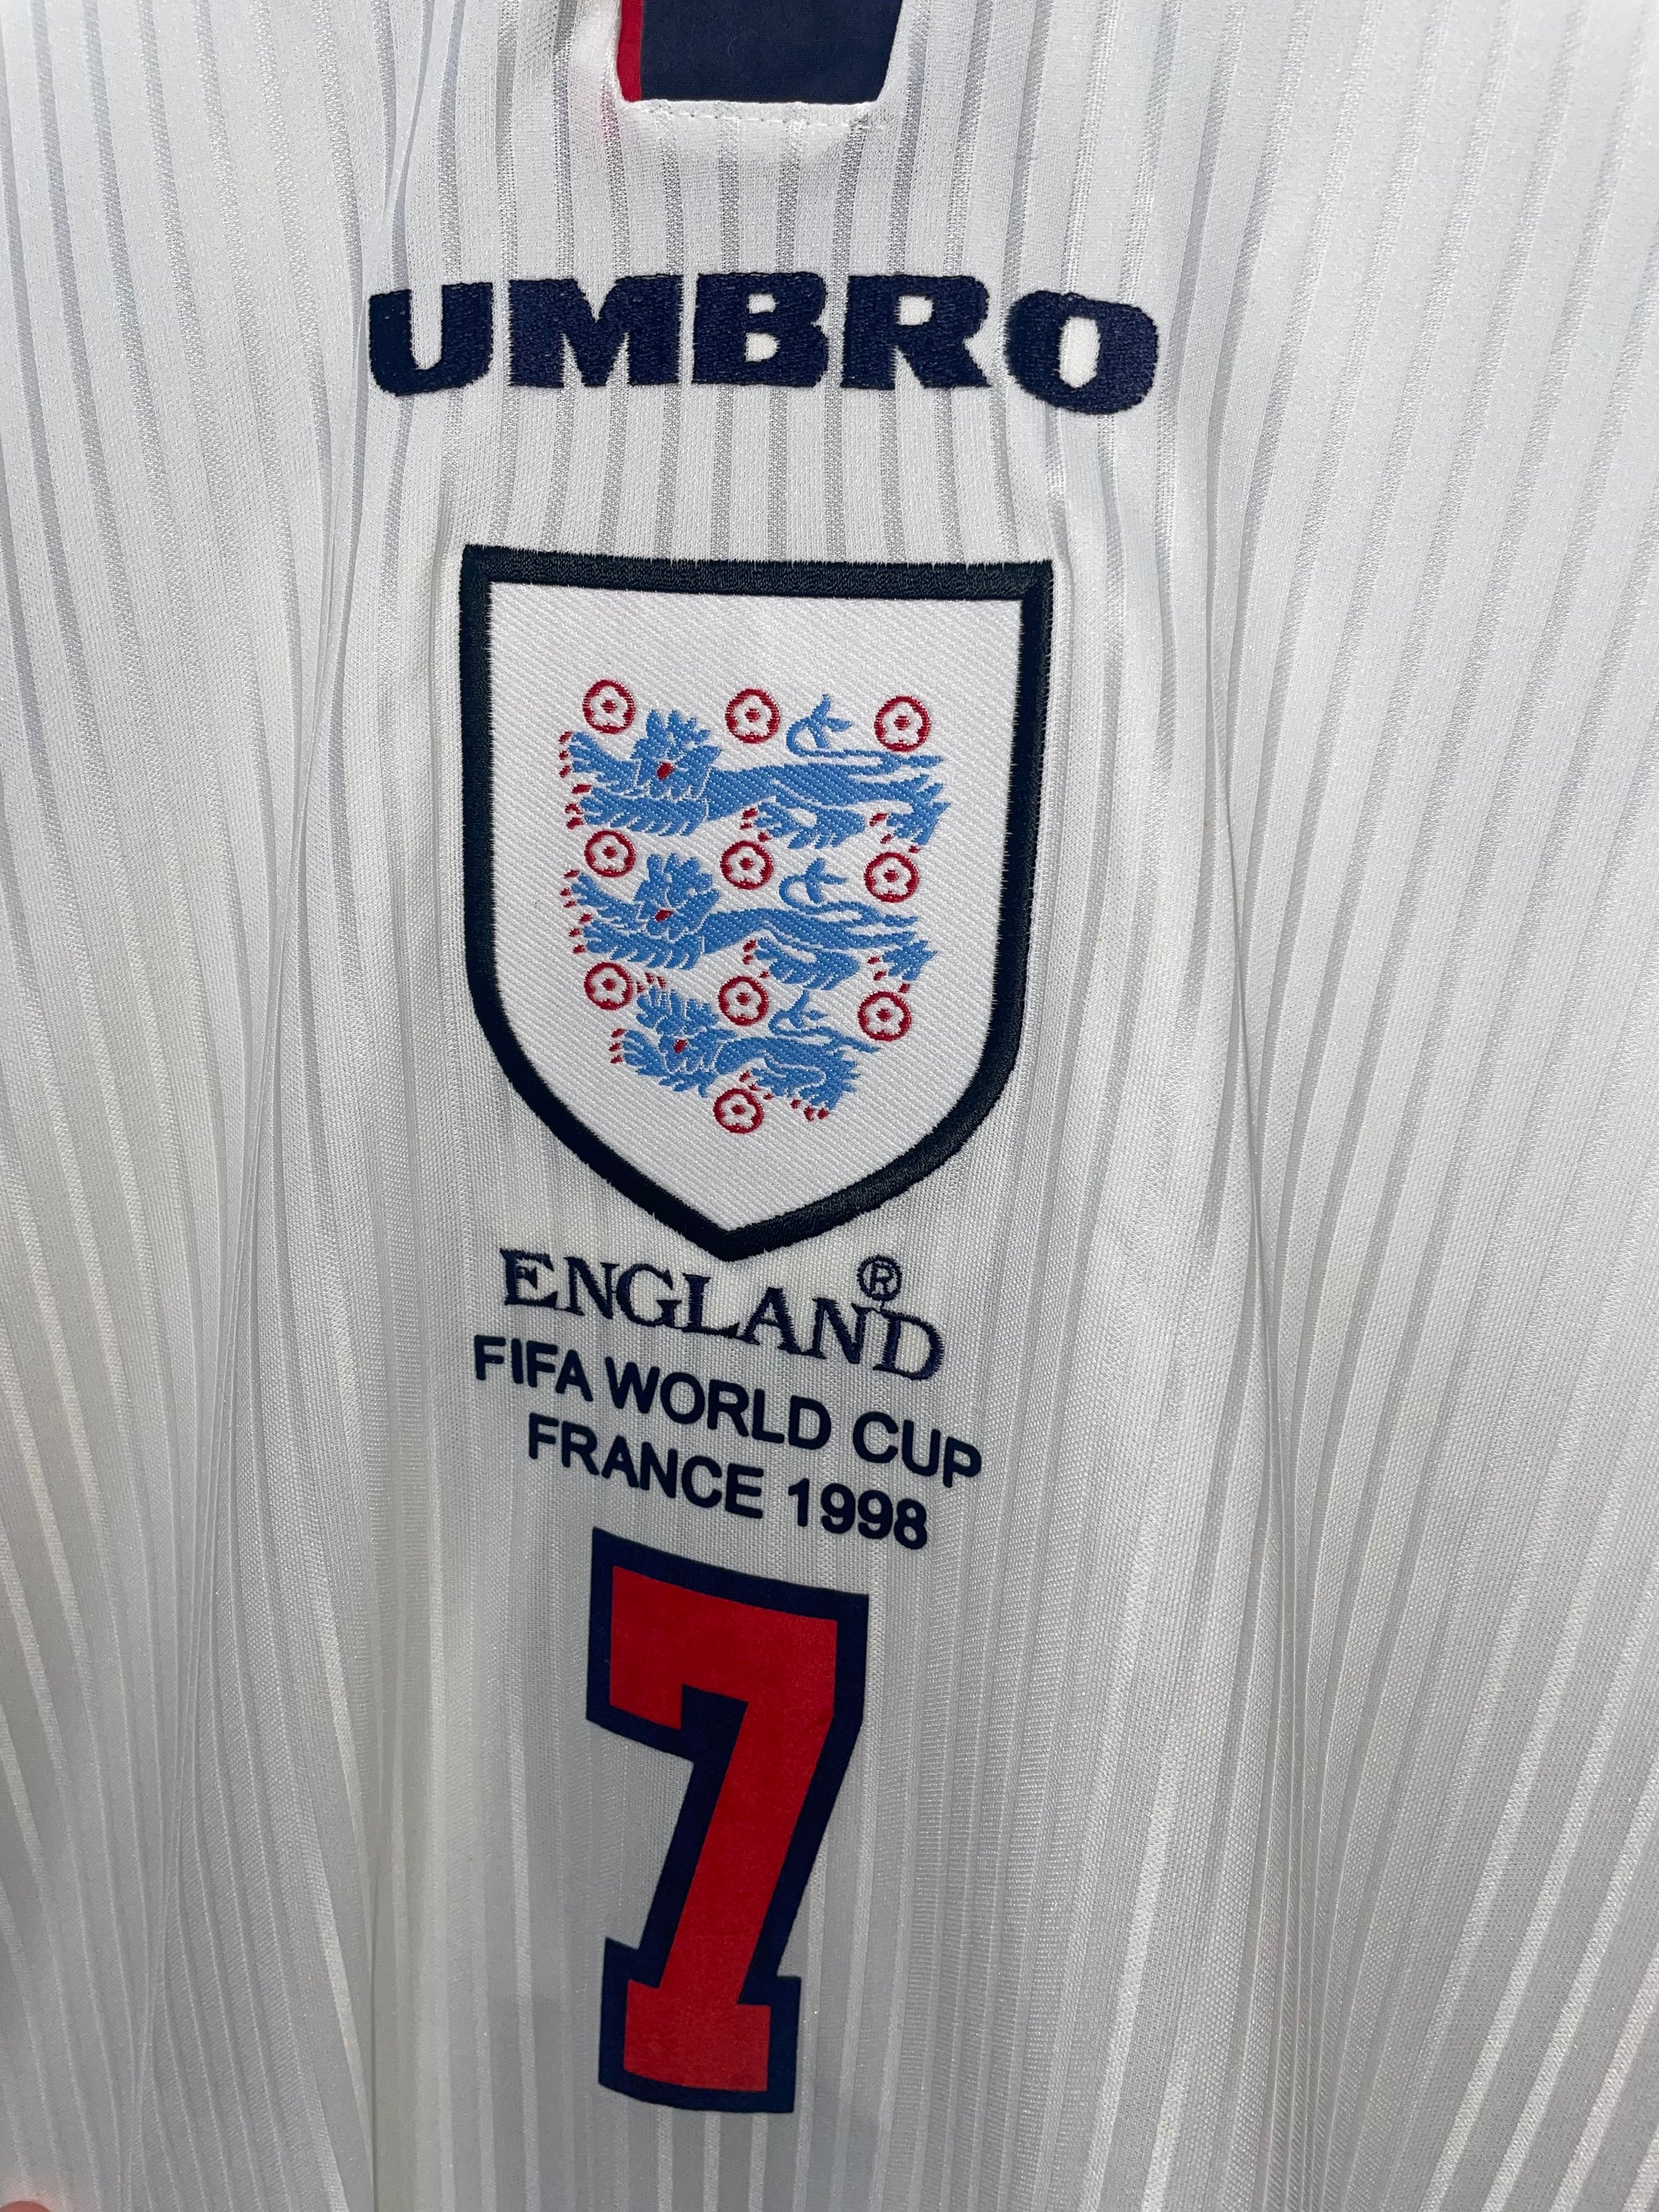 UMBRO
ENGLAND®
FIFA WORLD CUP
FRANCE 1998
7